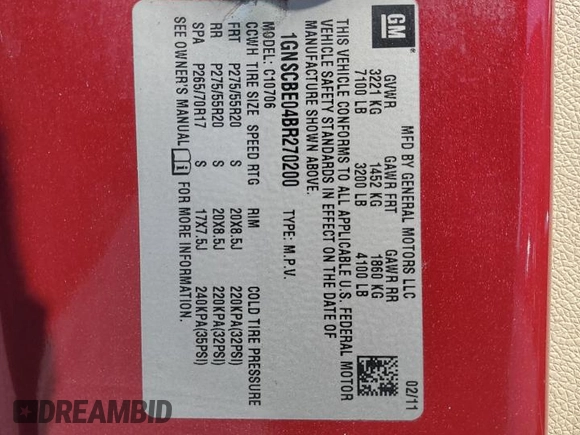 GM
MFD BY GENERAL MOTORS LLC
02/11
GVWR GAWR FRT GAWR RR
3221 KG 1452 KG 1860 KG
7100 LB 3200 LB 4100 LB
THIS VEHICLE CONFORMS TO ALL APPLICABLE U.S. FEDERAL MOTOR
VEHICLE SAFETY STANDARDS IN EFFECT ON THE DATE OF
MANUFACTURE SHOWN ABOVE.
1GNSCBE04BR270200 TYPE: M.P.V.
MODEL: C10706
CCWH TIRE SIZE SPEED RTG RIM COLD TIRE PRESSURE
FRT P275/55R20 S 20X8.5J 220KPA(32PSI)
RR P275/55R20 S 20X8.5J 220KPA(32PSI)
SPA P265/70R17 S 17X7.5J 240KPA(35PSI)
SEE OWNER'S MANUAL FOR MORE INFORMATION.
DREAMBID